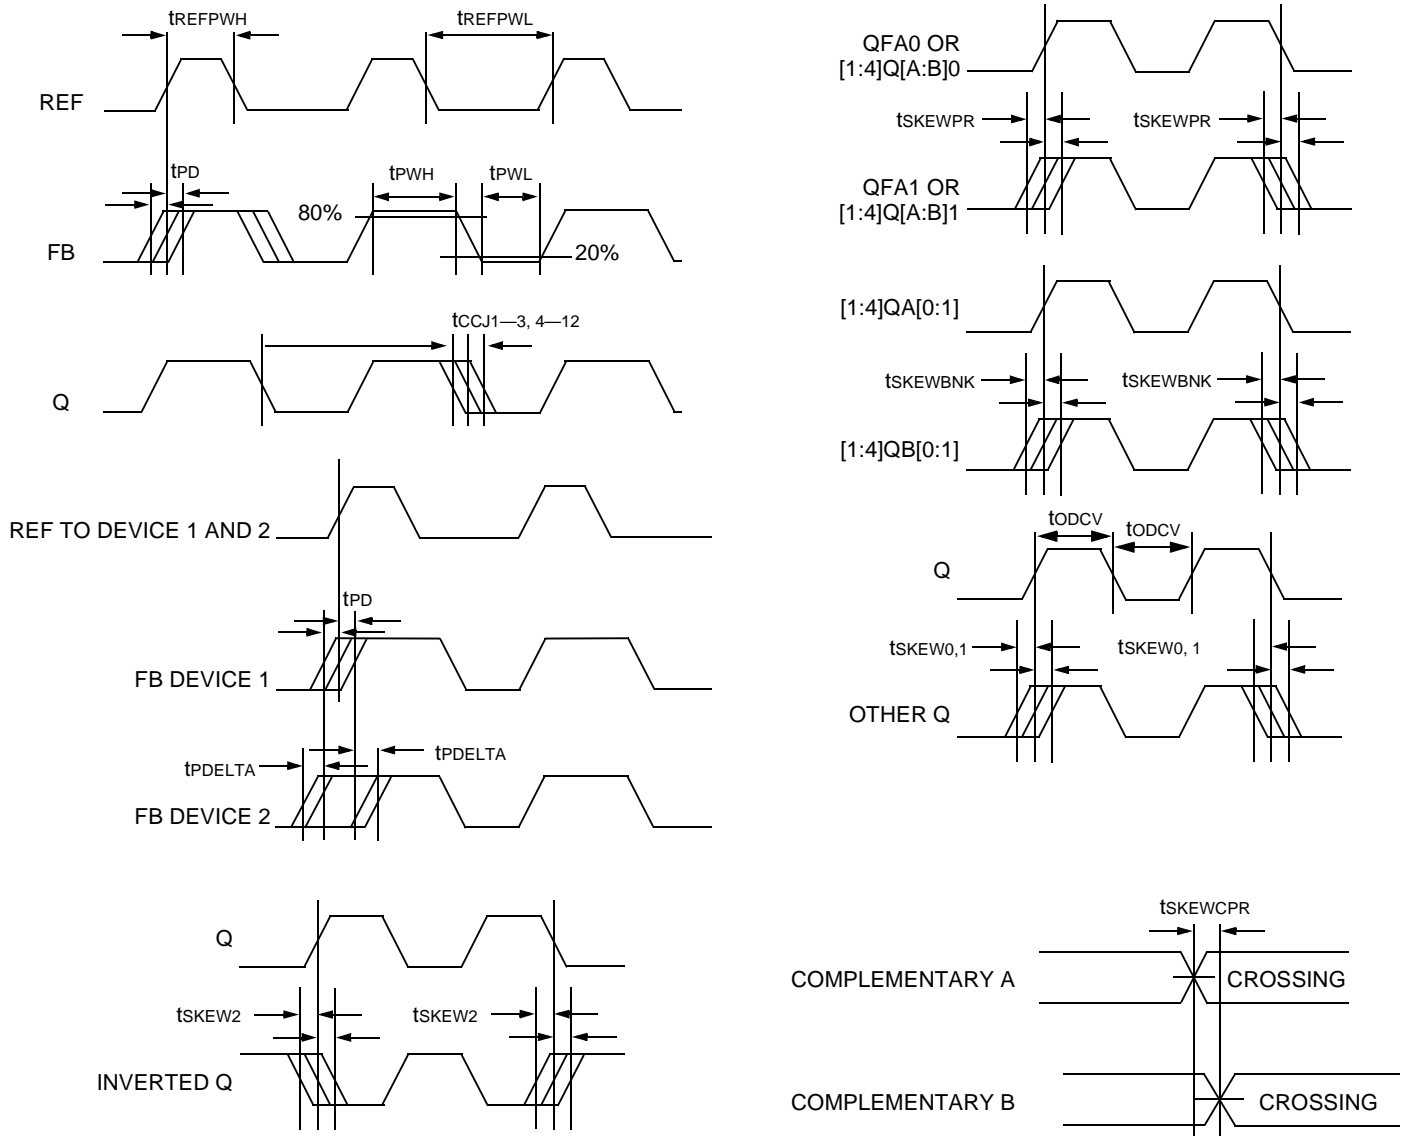 tREFPWH
tREFPWL
REF
tPD
tPWH
tPWL
80%
FB
20%
tCCJ1—3, 4—12
Q
REF TO DEVICE 1 AND 2
tPD
FB DEVICE 1
tPDELTA
tPDELTA
FB DEVICE 2
Q
tSKEW2
tSKEW2
INVERTED Q
QFA0 OR
[1:4]Q[A:B]0
tSKEWPR
tSKEWPR
QFA1 OR
[1:4]Q[A:B]1
[1:4]QA[0:1]
tSKEWBNK
tSKEWBNK
[1:4]QB[0:1]
tODCV
tODCV
Q
tSKEW0,1
tSKEW0, 1
OTHER Q
tSKEWCPR
COMPLEMENTARY A
CROSSING
COMPLEMENTARY B
CROSSING